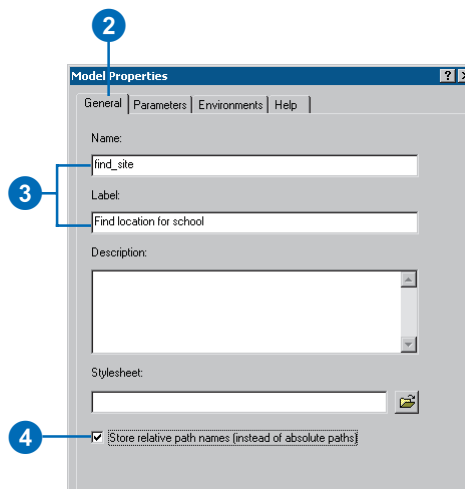 2
Model Properties
General Parameters Environments Help
Name:
3
find_site
Label:
Find location for school
Description:
Stylesheet:
4
Store relative path names (instead of absolute paths)